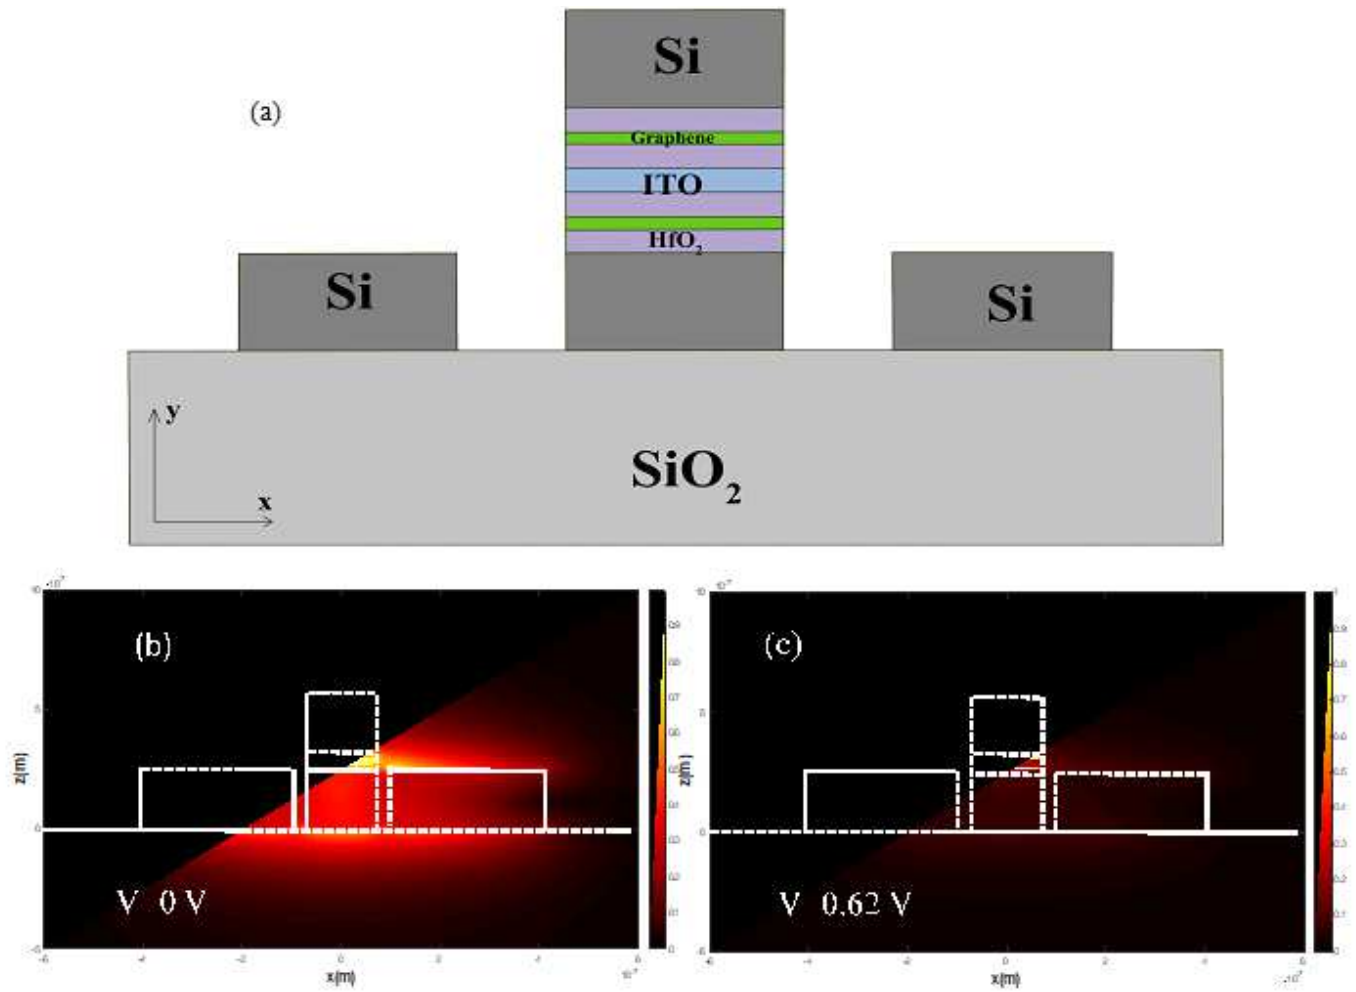 Si
(a)
Graphene
ITO
HfO₂
Si
Si
y
x
SiO₂
(b)
V 0 V
z(m)
x(m)
(c)
V 0.62 V
z(m)
x(m)